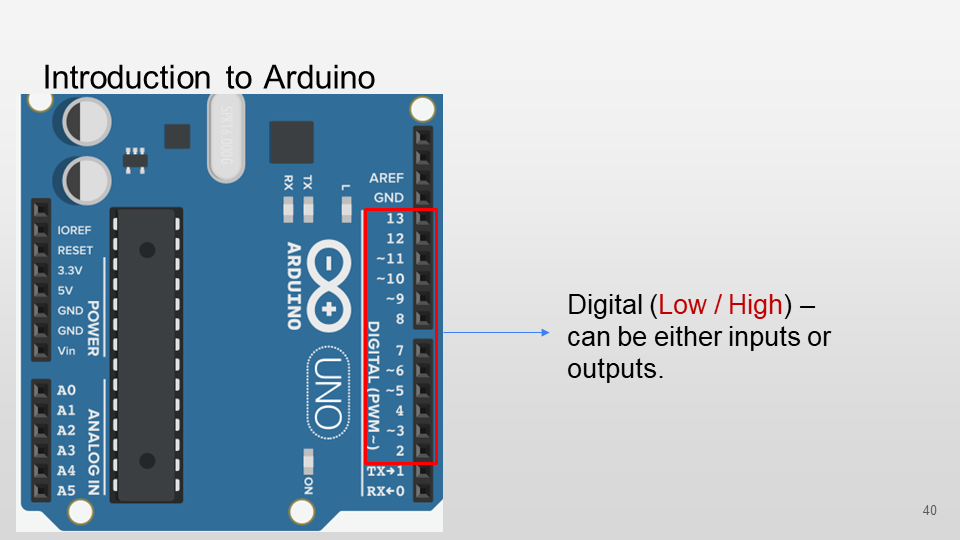 Introduction to Arduino
SPK16.000G
RX
TX
L
AREF
GND
13
12
~11
~10
~9
8
7
~6
~5
4
~3
2
TX→1
RX←0
DIGITAL (PWM~)
ARDUINO
UNO
ON
IOREF
RESET
3.3V
5V
GND
GND
Vin
POWER
A0
A1
A2
A3
A4
A5
ANALOG IN
Digital (Low / High) –
can be either inputs or
outputs.
40